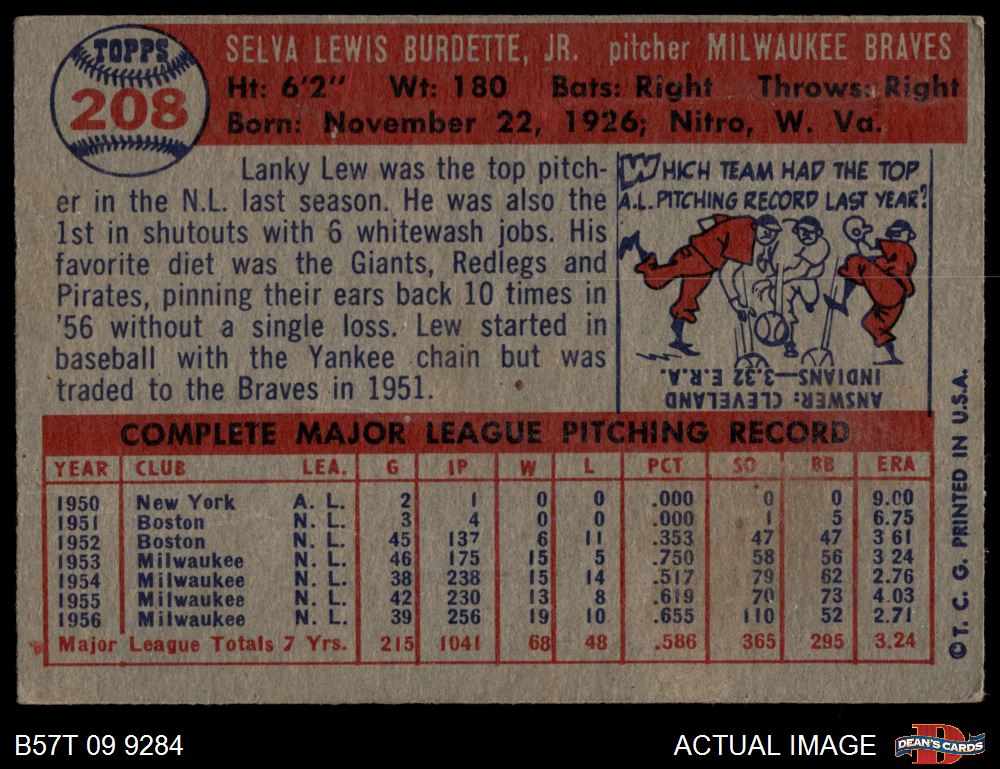 TOPPS
208
SELVA LEWIS BURDETTE, JR. pitcher MILWAUKEE BRAVES
Ht: 6'2" Wt: 180 Bats: Right Throws: Right
Born: November 22, 1926; Nitro, W. Va.
Lanky Lew was the top pitch-
er in the N.L. last season. He was also the
1st in shutouts with 6 whitewash jobs. His
favorite diet was the Giants, Redlegs and
Pirates, pinning their ears back 10 times in
'56 without a single loss. Lew started in
baseball with the Yankee chain but was
traded to the Braves in 1951.
WHICH TEAM HAD THE TOP
A.L. PITCHING RECORD LAST YEAR?
ANSWER: CLEVELAND
INDIANS—3.32 E.R.A.
COMPLETE MAJOR LEAGUE PITCHING RECORD
YEAR CLUB LEA. G IP W L PCT SO BB ERA
1950 New York A. L. 2 1 0 0 .000 0 0 9.00
1951 Boston N. L. 3 4 0 0 .000 1 5 6.75
1952 Boston N. L. 45 137 6 11 .353 47 47 3 61
1953 Milwaukee N. L. 46 175 15 5 .750 58 56 3 24
1954 Milwaukee N. L. 38 238 15 14 .517 79 62 2.76
1955 Milwaukee N. L. 42 230 13 8 .619 70 73 4.03
1956 Milwaukee N. L. 39 256 19 10 .655 110 52 2.71
Major League Totals 7 Yrs. 215 1041 68 48 .586 365 295 3.24
© T. C. G. PRINTED IN U.S.A.
B57T 09 9284
ACTUAL IMAGE
DEAN'S CARDS